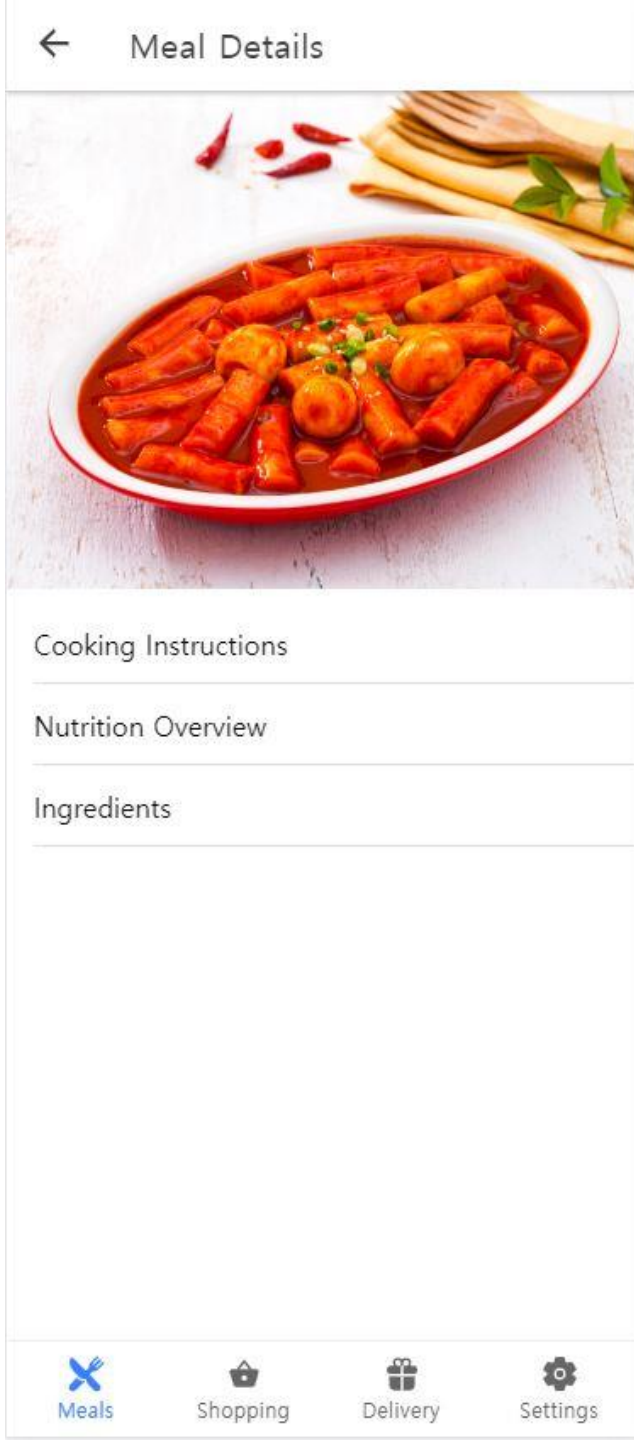 Meal Details
Cooking Instructions
Nutrition Overview
Ingredients
Meals Shopping Delivery Settings